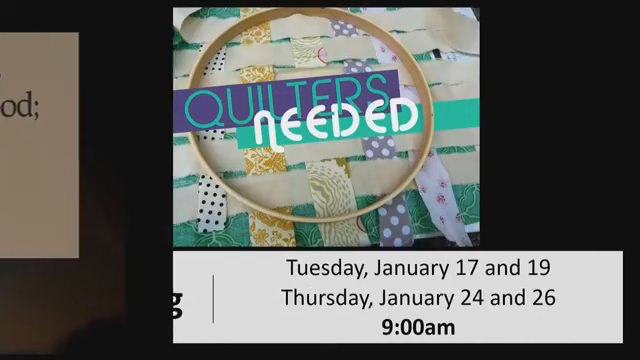 od;
QUILTERS
NEEDED
g
Tuesday, January 17 and 19
Thursday, January 24 and 26
9:00am